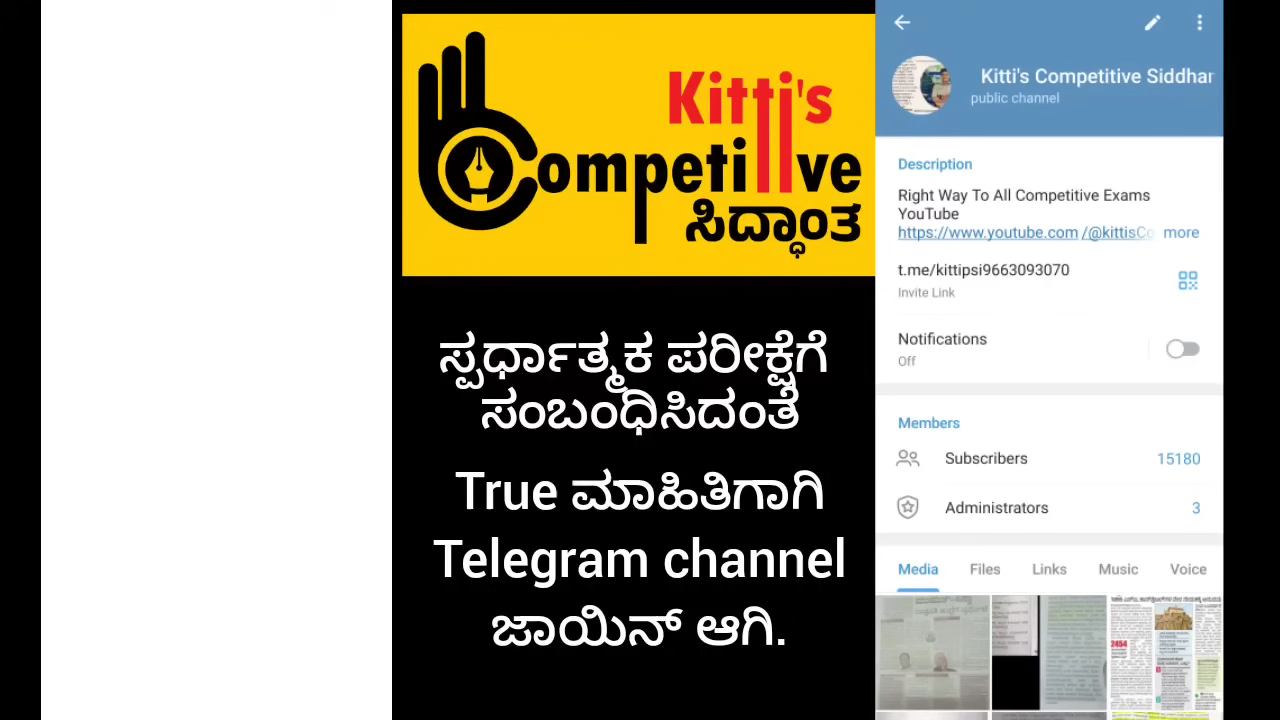 Kitti's
Competitive
ಸಿದ್ಧಾಂತ
ಸ್ಪರ್ಧಾತ್ಮಕ ಪರೀಕ್ಷೆಗೆ
ಸಂಬಂಧಿಸಿದಂತೆ
True ಮಾಹಿತಿಗಾಗಿ
Telegram channel
ಜಾಯಿನ್ ಆಗಿ.
Kitti's Competitive Siddhar
public channel
Description
Right Way To All Competitive Exams
YouTube
https://www.youtube.com /@kittisCo more
t.me/kittipsi9663093070
Invite Link
Notifications
Off
Members
Subscribers 15180
Administrators 3
Media Files Links Music Voice
2454